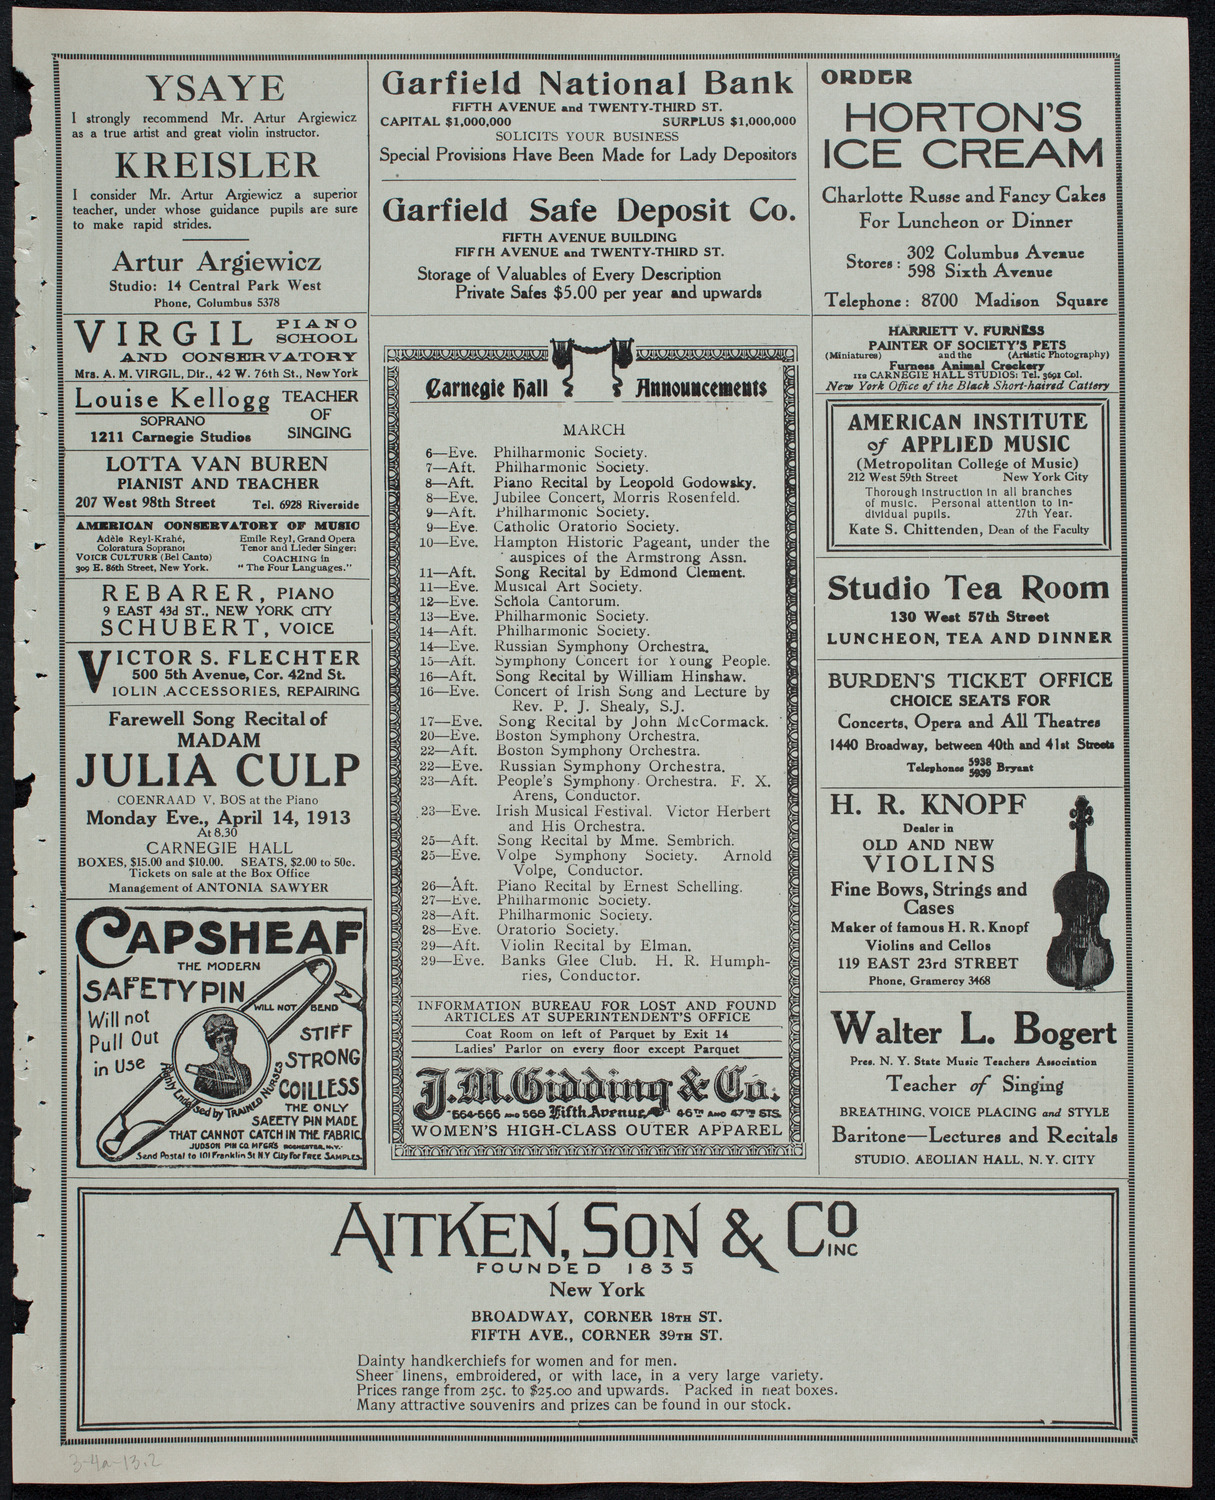 YSAYE
I strongly recommend Mr. Artur Argiewicz
as a true artist and great violin instructor.
KREISLER
I consider Mr. Artur Argiewicz a superior
teacher, under whose guidance pupils are sure
to make rapid strides.
Artur Argiewicz
Studio: 14 Central Park West
Phone, Columbus 5378
VIRGIL PIANO SCHOOL
AND CONSERVATORY
Mrs. A. M. VIRGIL, Dir., 42 W. 76th St., New York
Louise Kellogg TEACHER
SOPRANO OF
1211 Carnegie Studios SINGING
LOTTA VAN BUREN
PIANIST AND TEACHER
207 West 98th Street Tel. 6928 Riverside
AMERICAN CONSERVATORY OF MUSIC
Adèle Reyl-Krahé, Emile Reyl, Grand Opera
Coloratura Soprano: Tenor and Lieder Singer:
VOICE CULTURE (Bel Canto) COACHING in
309 E. 86th Street, New York. "The Four Languages."
REBARER, PIANO
9 EAST 43d ST., NEW YORK CITY
SCHUBERT, VOICE
VICTOR S. FLECHTER
500 5th Avenue, Cor. 42nd St.
VIOLIN ACCESSORIES, REPAIRING
Farewell Song Recital of
MADAM
JULIA CULP
COENRAAD V. BOS at the Piano
Monday Eve., April 14, 1913
At 8.30
CARNEGIE HALL
BOXES, $15.00 and $10.00. SEATS, $2.00 to 50c.
Tickets on sale at the Box Office
Management of ANTONIA SAWYER
CAPSHEAF
THE MODERN
SAFETY PIN
WILL NOT BEND
Will not
Pull Out
in Use
STIFF
STRONG
COILLESS
Highly Endorsed by TRAINED NURSES
THE ONLY
SAFETY PIN MADE
THAT CANNOT CATCH IN THE FABRIC
JUDSON PIN CO. MFGRS ROCHESTER, N.Y.
Send Postal to 101 Franklin St N.Y City For FREE SAMPLES
Garfield National Bank
FIFTH AVENUE and TWENTY-THIRD ST.
CAPITAL $1,000,000 SURPLUS $1,000,000
SOLICITS YOUR BUSINESS
Special Provisions Have Been Made for Lady Depositors
Garfield Safe Deposit Co.
FIFTH AVENUE BUILDING
FIFTH AVENUE and TWENTY-THIRD ST.
Storage of Valuables of Every Description
Private Safes $5.00 per year and upwards
Carnegie Hall Announcements
MARCH
6—Eve. Philharmonic Society.
7—Aft. Philharmonic Society.
8—Aft. Piano Recital by Leopold Godowsky.
8—Eve. Jubilee Concert, Morris Rosenfeld.
9—Aft. Philharmonic Society.
9—Eve. Catholic Oratorio Society.
10—Eve. Hampton Historic Pageant, under the
auspices of the Armstrong Assn.
11—Aft. Song Recital by Edmond Clement.
11—Eve. Musical Art Society.
12—Eve. Schola Cantorum.
13—Eve. Philharmonic Society.
14—Aft. Philharmonic Society.
14—Eve. Russian Symphony Orchestra.
15—Aft. Symphony Concert for Young People.
16—Aft. Song Recital by William Hinshaw.
16—Eve. Concert of Irish Song and Lecture by
Rev. P. J. Shealy, S.J.
17—Eve. Song Recital by John McCormack.
20—Eve. Boston Symphony Orchestra.
22—Aft. Boston Symphony Orchestra.
22—Eve. Russian Symphony Orchestra.
23—Aft. People's Symphony Orchestra. F. X.
Arens, Conductor.
23—Eve. Irish Musical Festival. Victor Herbert
and His Orchestra.
25—Aft. Song Recital by Mme. Sembrich.
25—Eve. Volpe Symphony Society. Arnold
Volpe, Conductor.
26—Aft. Piano Recital by Ernest Schelling.
27—Eve. Philharmonic Society.
28—Aft. Philharmonic Society.
28—Eve. Oratorio Society.
29—Aft. Violin Recital by Elman.
29—Eve. Banks Glee Club. H. R. Humph-
ries, Conductor.
INFORMATION BUREAU FOR LOST AND FOUND
ARTICLES AT SUPERINTENDENT'S OFFICE
Coat Room on left of Parquet by Exit 14
Ladies' Parlor on every floor except Parquet
J.M. Gidding & Co.
564-566 AND 568 Fifth Avenue 46TH AND 47TH STS.
WOMEN'S HIGH-CLASS OUTER APPAREL
ORDER
HORTON'S
ICE CREAM
Charlotte Russe and Fancy Cakes
For Luncheon or Dinner
Stores: 302 Columbus Avenue
598 Sixth Avenue
Telephone: 8700 Madison Square
HARRIETT V. FURNESS
PAINTER OF SOCIETY'S PETS
(Miniatures) and the (Artistic Photography)
Furness Animal Crockery
112 CARNEGIE HALL STUDIOS: Tel. 3692 Col.
New York Office of the Black Short-haired Cattery
AMERICAN INSTITUTE
of APPLIED MUSIC
(Metropolitan College of Music)
212 West 59th Street New York City
Thorough instruction in all branches
of music. Personal attention to in-
dividual pupils. 27th Year.
Kate S. Chittenden, Dean of the Faculty
Studio Tea Room
130 West 57th Street
LUNCHEON, TEA AND DINNER
BURDEN'S TICKET OFFICE
CHOICE SEATS FOR
Concerts, Opera and All Theatres
1440 Broadway, between 40th and 41st Streets
Telephones 5938 5939 Bryant
H. R. KNOPF
Dealer in
OLD AND NEW
VIOLINS
Fine Bows, Strings and
Cases
Maker of famous H. R. Knopf
Violins and Cellos
119 EAST 23rd STREET
Phone, Gramercy 3468
Walter L. Bogert
Pres. N. Y. State Music Teachers Association
Teacher of Singing
BREATHING, VOICE PLACING and STYLE
Baritone—Lectures and Recitals
STUDIO, AEOLIAN HALL, N. Y. CITY
AITKEN, SON & CO INC
FOUNDED 1835
New York
BROADWAY, CORNER 18TH ST.
FIFTH AVE., CORNER 39TH ST.
Dainty handkerchiefs for women and for men.
Sheer linens, embroidered, or with lace, in a very large variety.
Prices range from 25c. to $25.00 and upwards. Packed in neat boxes.
Many attractive souvenirs and prizes can be found in our stock.
3-4a-13.2